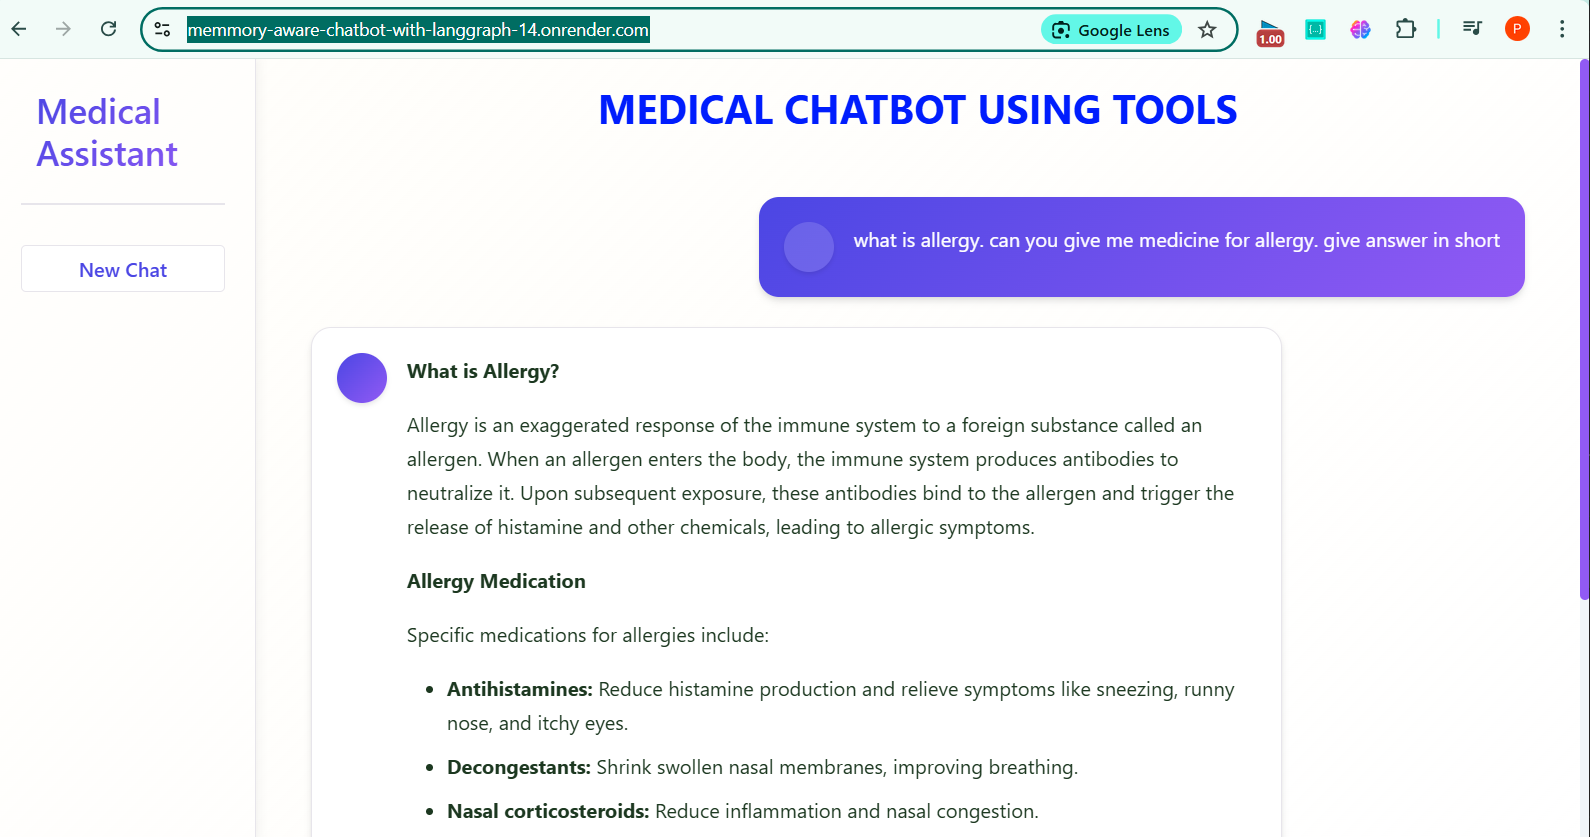 memmory-aware-chatbot-with-langgraph-14.onrender.com
Google Lens
1.00
P
Medical
Assistant
New Chat
MEDICAL CHATBOT USING TOOLS
what is allergy. can you give me medicine for allergy. give answer in short
What is Allergy?
Allergy is an exaggerated response of the immune system to a foreign substance called an
allergen. When an allergen enters the body, the immune system produces antibodies to
neutralize it. Upon subsequent exposure, these antibodies bind to the allergen and trigger the
release of histamine and other chemicals, leading to allergic symptoms.
Allergy Medication
Specific medications for allergies include:
• Antihistamines: Reduce histamine production and relieve symptoms like sneezing, runny
nose, and itchy eyes.
• Decongestants: Shrink swollen nasal membranes, improving breathing.
• Nasal corticosteroids: Reduce inflammation and nasal congestion.